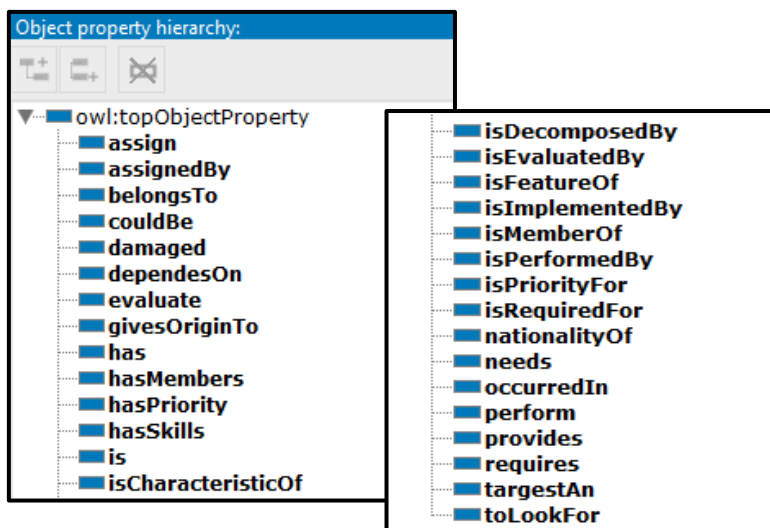 Object property hierarchy:
owl:topObjectProperty
assign
assignedBy
belongsTo
couldBe
damaged
dependesOn
evaluate
givesOriginTo
has
hasMembers
hasPriority
hasSkills
is
isCharacteristicOf
isDecomposedBy
isEvaluatedBy
isFeatureOf
isImplementedBy
isMemberOf
isPerformedBy
isPriorityFor
isRequiredFor
nationalityOf
needs
occurredIn
perform
provides
requires
targestAn
toLookFor